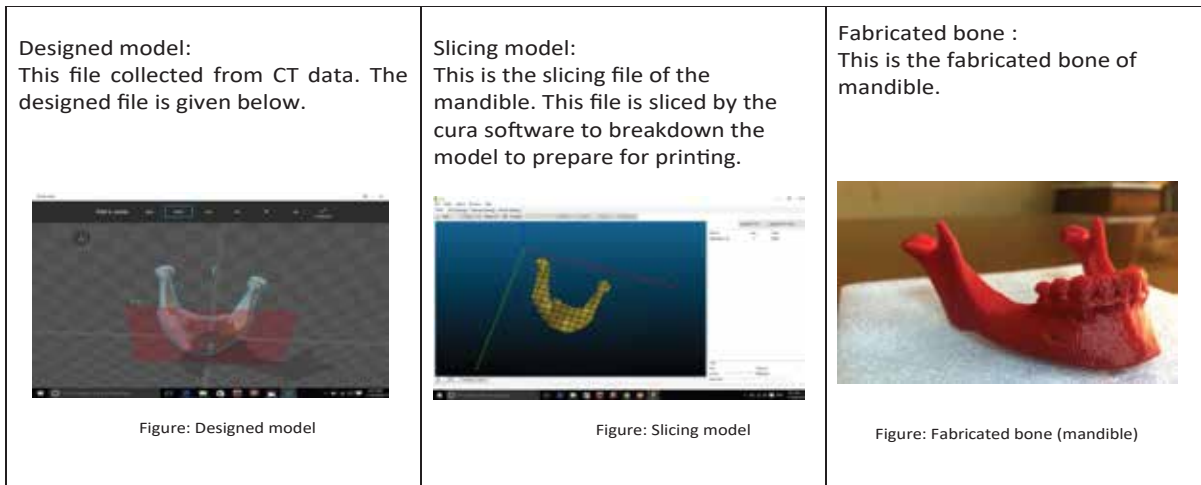 Designed model:
This file collected from CT data. The
designed file is given below.
Figure: Designed model
Slicing model:
This is the slicing file of the
mandible. This file is sliced by the
cura software to breakdown the
model to prepare for printing.
Figure: Slicing model
Fabricated bone :
This is the fabricated bone of
mandible.
Figure: Fabricated bone (mandible)